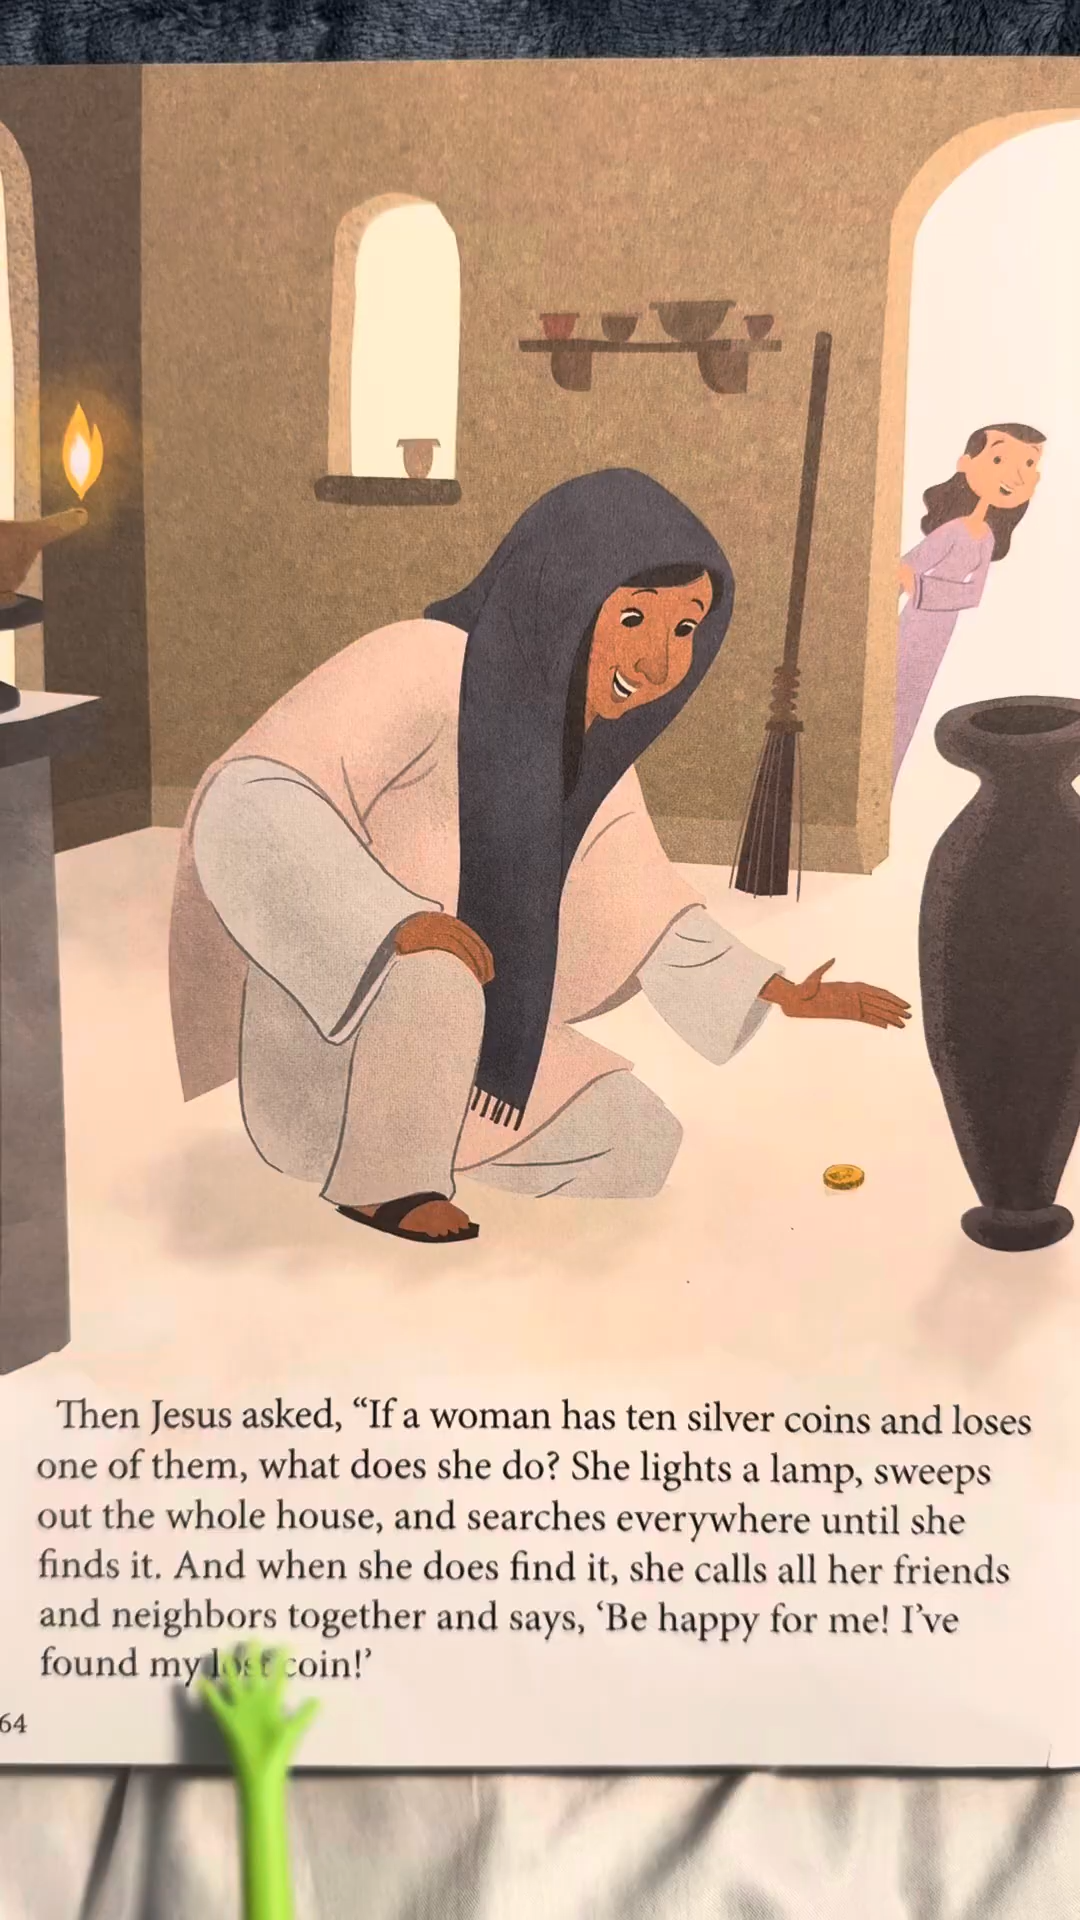 Then Jesus asked, “If a woman has ten silver coins and loses
one of them, what does she do? She lights a lamp, sweeps
out the whole house, and searches everywhere until she
finds it. And when she does find it, she calls all her friends
and neighbors together and says, ‘Be happy for me! I’ve
found my lost coin!’
64